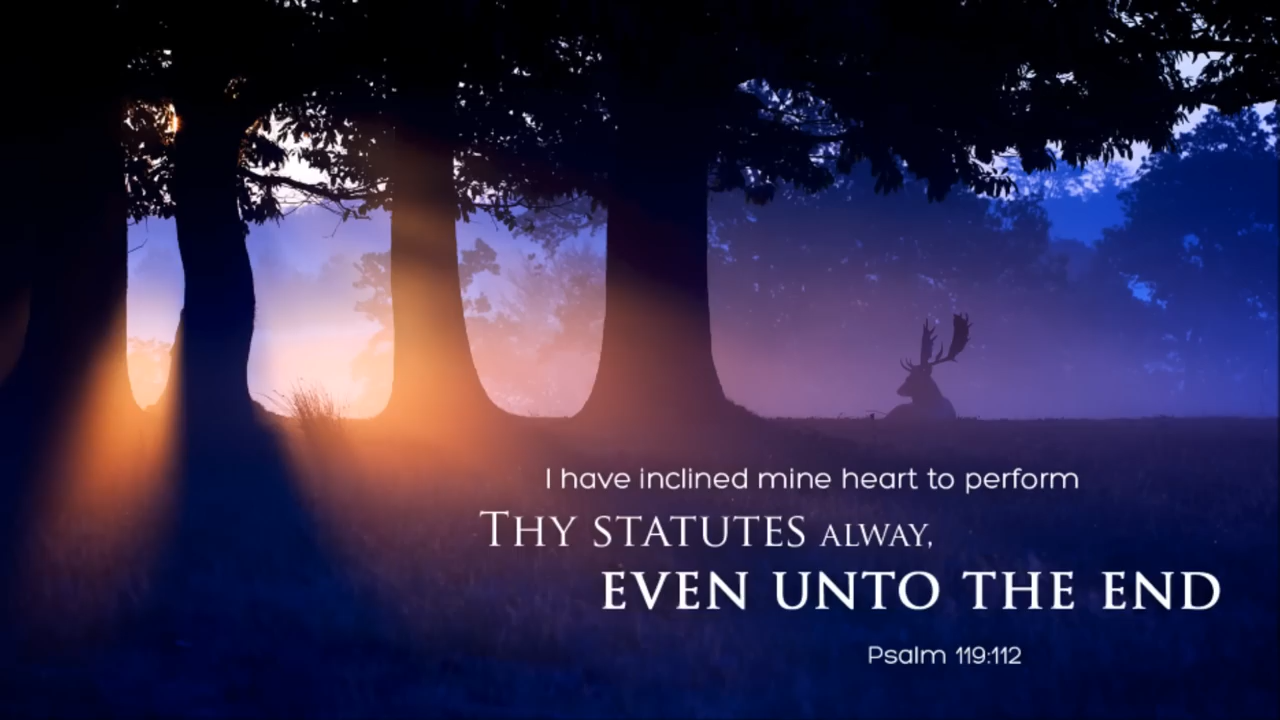 I have inclined mine heart to perform
THY STATUTES ALWAY,
EVEN UNTO THE END
Psalm 119:112